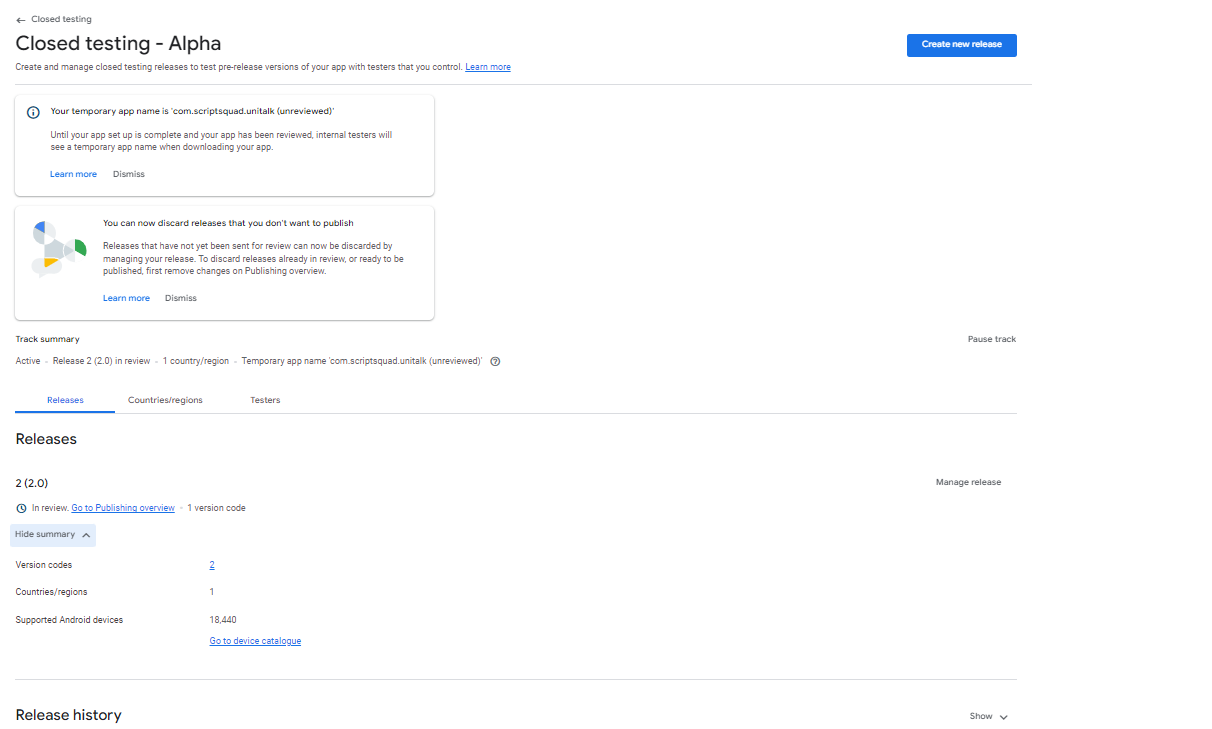 Closed testing
Closed testing - Alpha
Create new release
Create and manage closed testing releases to test pre-release versions of your app with testers that you control. Learn more
Your temporary app name is 'com.scriptsquad.unitalk (unreviewed)'
Until your app set up is complete and your app has been reviewed, internal testers will
see a temporary app name when downloading your app.
Learn more Dismiss
You can now discard releases that you don't want to publish
Releases that have not yet been sent for review can now be discarded by
managing your release. To discard releases already in review, or ready to be
published, first remove changes on Publishing overview.
Learn more Dismiss
Track summary
Pause track
Active - Release 2 (2.0) in review - 1 country/region - Temporary app name 'com.scriptsquad.unitalk (unreviewed)'
Releases Countries/regions Testers
Releases
2 (2.0)
Manage release
In review. Go to Publishing overview · 1 version code
Hide summary
Version codes 2
Countries/regions 1
Supported Android devices 18,440
Go to device catalogue
Release history
Show